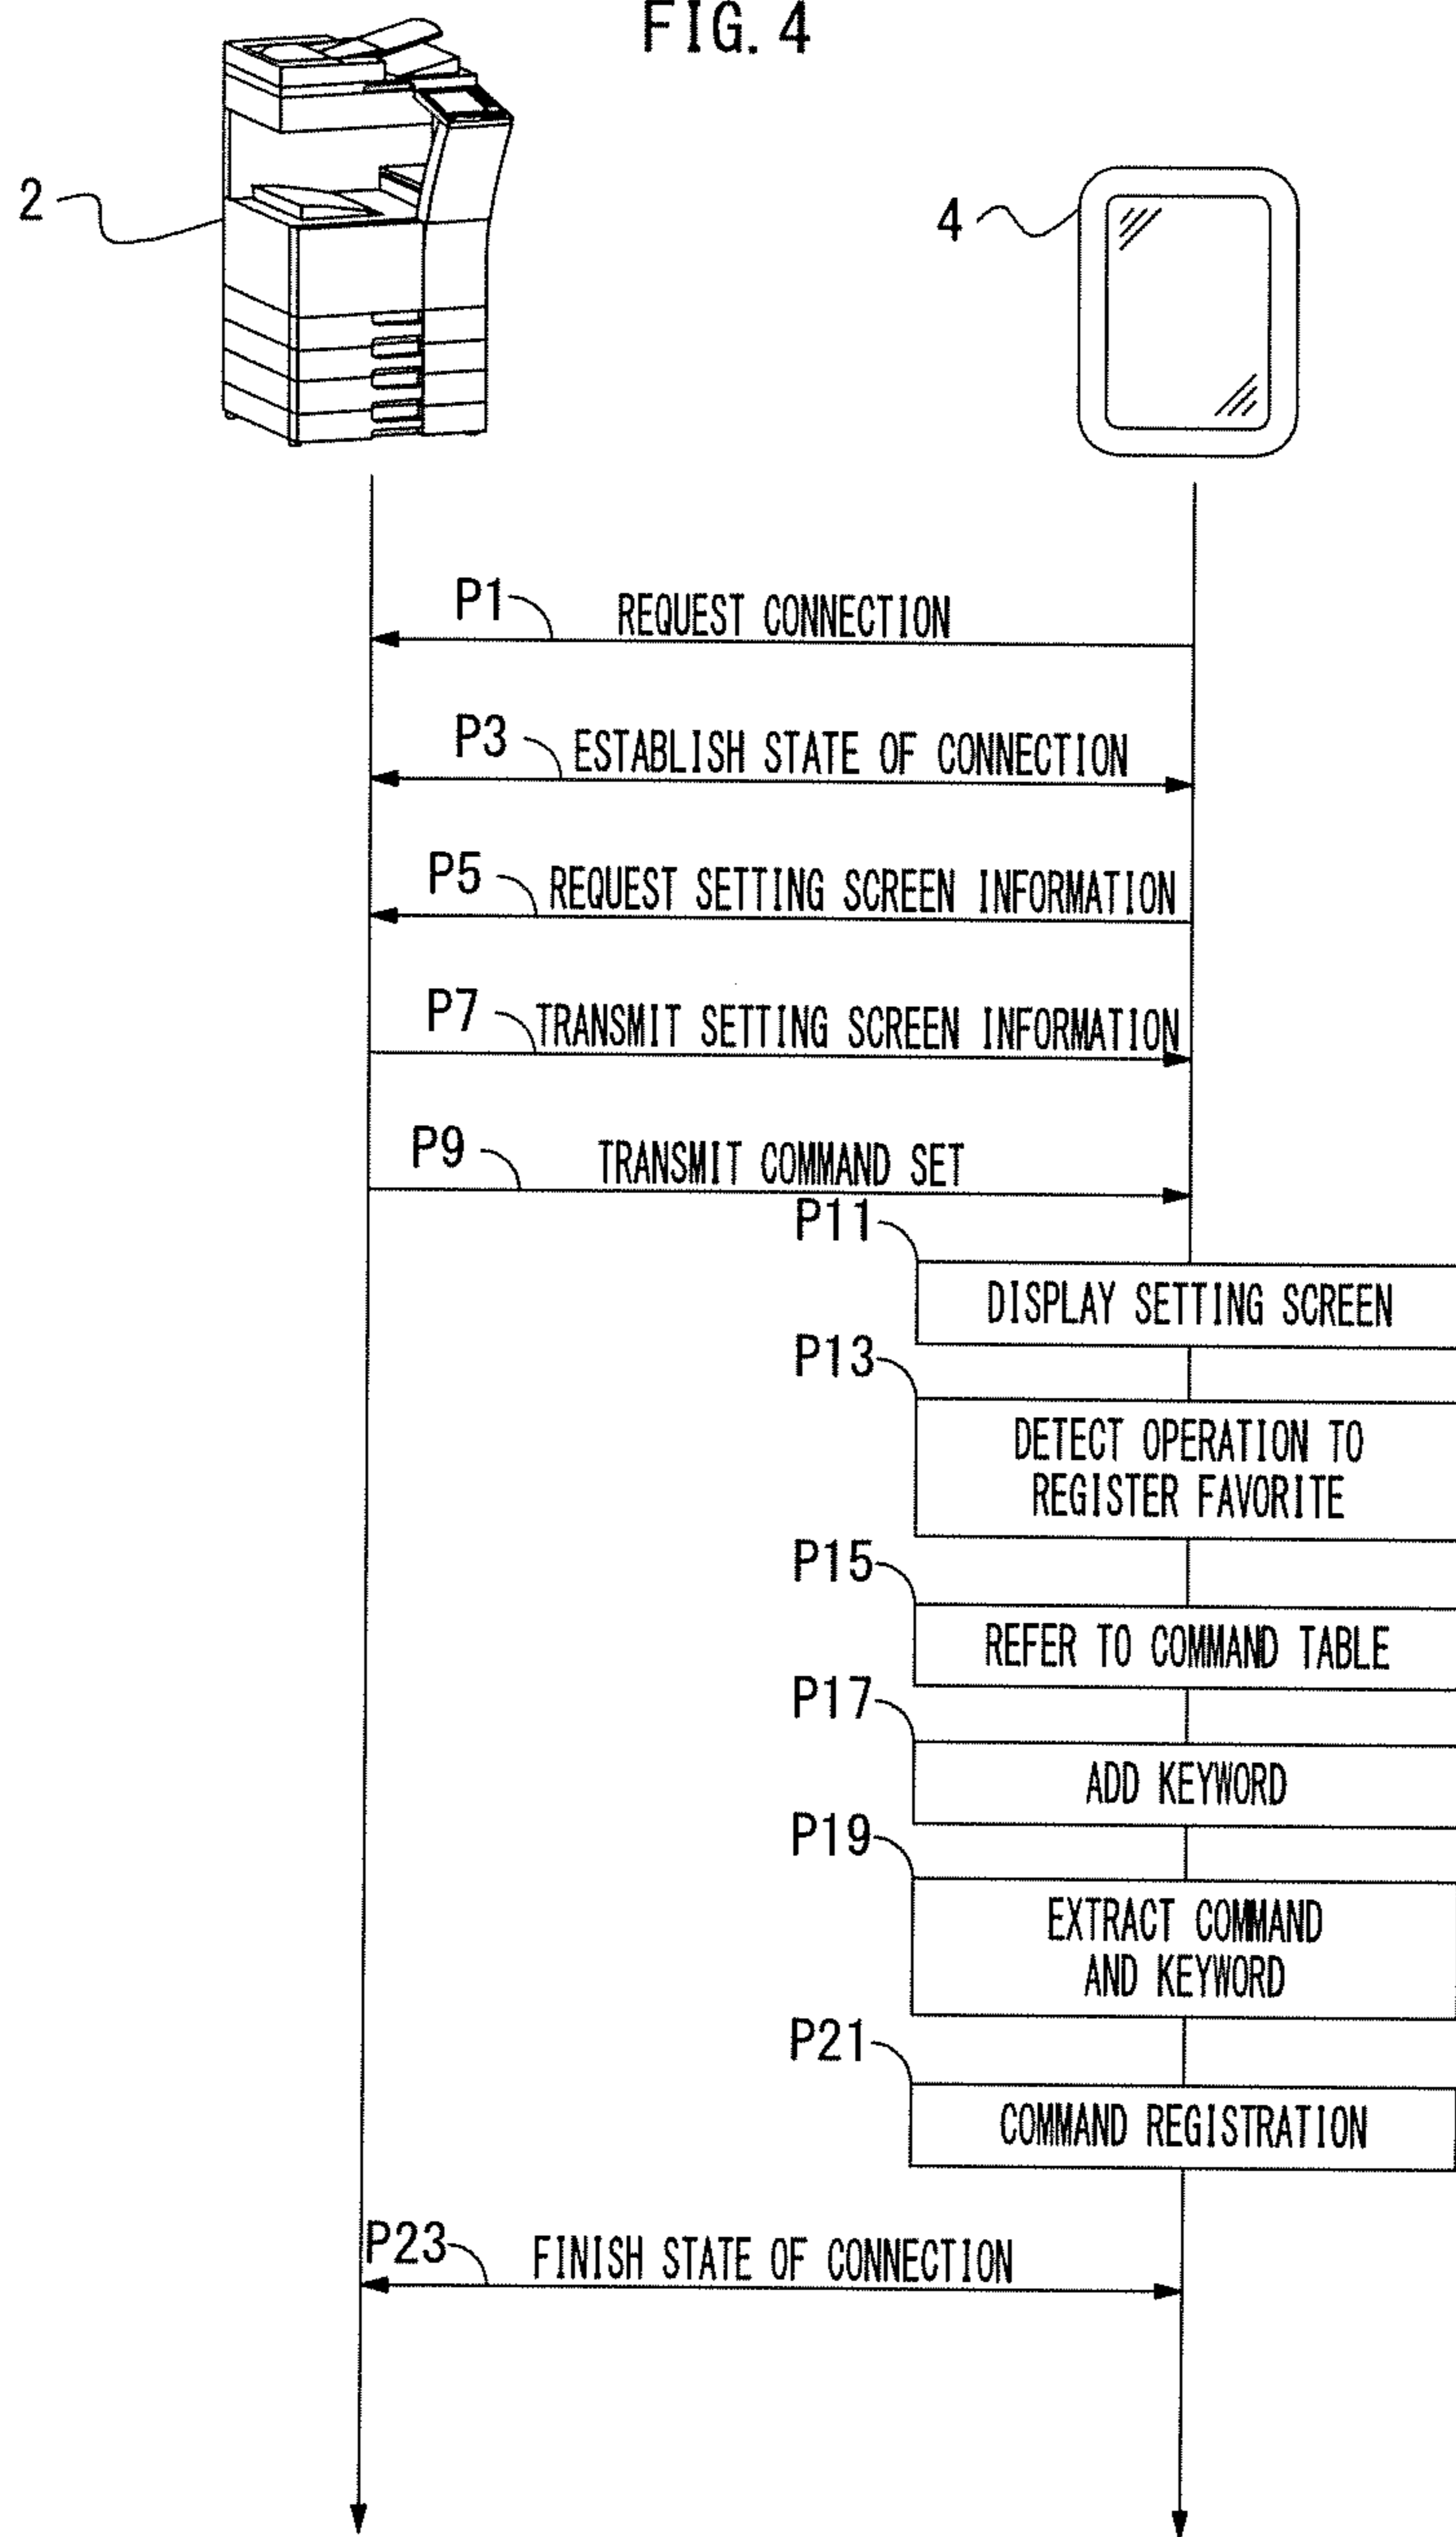 FIG. 4
2
4
P1
REQUEST CONNECTION
P3
ESTABLISH STATE OF CONNECTION
P5
REQUEST SETTING SCREEN INFORMATION
P7
TRANSMIT SETTING SCREEN INFORMATION
P9
TRANSMIT COMMAND SET
P11
DISPLAY SETTING SCREEN
P13
DETECT OPERATION TO
REGISTER FAVORITE
P15
REFER TO COMMAND TABLE
P17
ADD KEYWORD
P19
EXTRACT COMMAND
AND KEYWORD
P21
COMMAND REGISTRATION
P23
FINISH STATE OF CONNECTION